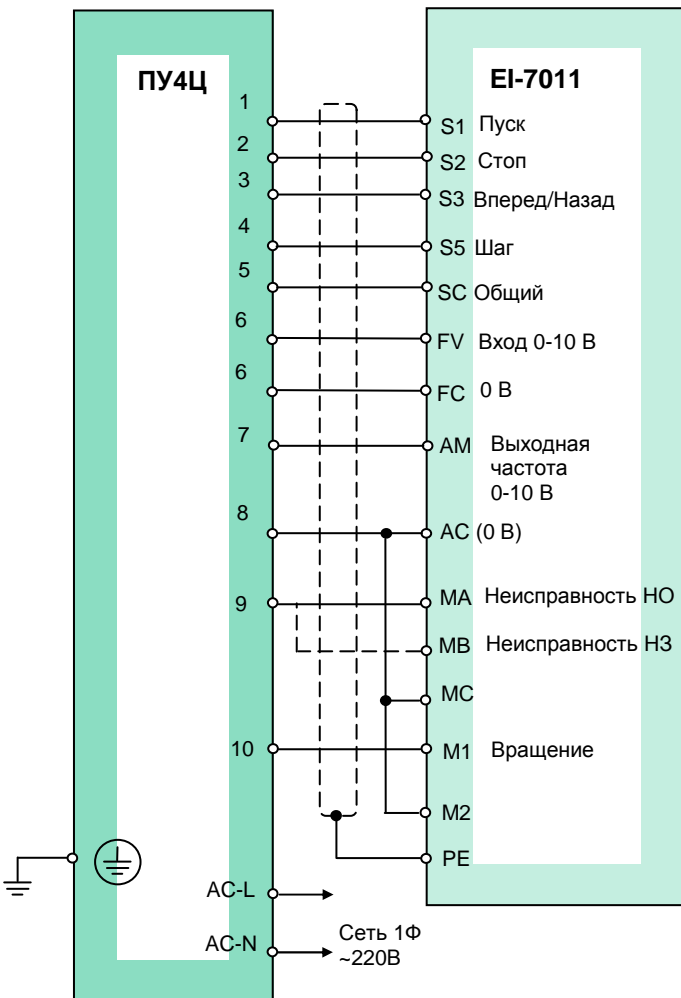 ПУ4Ц
EI-7011
1
S1 Пуск
2
S2 Стоп
3
S3 Вперед/Назад
4
S5 Шаг
5
SC Общий
6
FV Вход 0-10 В
6
FC 0 В
7
AM Выходная
частота
0-10 В
8
AC (0 В)
9
MA Неисправность НО
MB Неисправность НЗ
MC
10
M1 Вращение
M2
PE
AC-L
AC-N
Сеть 1Ф
~220В